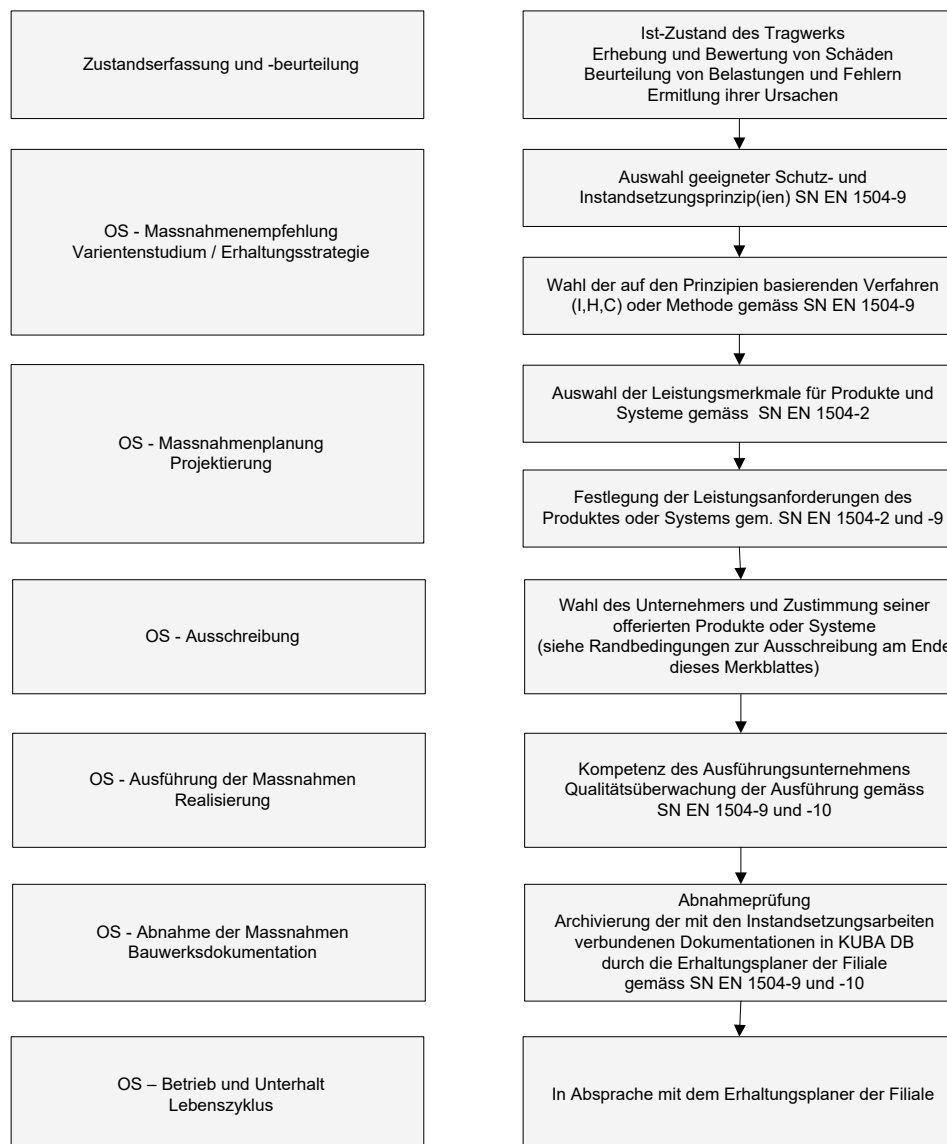 Zustandserfassung und -beurteilung
Ist-Zustand des Tragwerks
Erhebung und Bewertung von Schäden
Beurteilung von Belastungen und Fehlern
Ermitlung ihrer Ursachen
OS - Massnahmenempfehlung
Varientenstudium / Erhaltungsstrategie
Auswahl geeigneter Schutz- und
Instandsetzungsprinzip(ien) SN EN 1504-9
Wahl der auf den Prinzipien basierenden Verfahren
(I,H,C) oder Methode gemäss SN EN 1504-9
OS - Massnahmenplanung
Projektierung
Auswahl der Leistungsmerkmale für Produkte und
Systeme gemäss SN EN 1504-2
Festlegung der Leistungsanforderungen des
Produktes oder Systems gem. SN EN 1504-2 und -9
OS - Ausschreibung
Wahl des Unternehmers und Zustimmung seiner
offerierten Produkte oder Systeme
(siehe Randbedingungen zur Ausschreibung am Ende
dieses Merkblattes)
OS - Ausführung der Massnahmen
Realisierung
Kompetenz des Ausführungsunternehmens
Qualitätsüberwachung der Ausführung gemäss
SN EN 1504-9 und -10
OS - Abnahme der Massnahmen
Bauwerksdokumentation
Abnahmeprüfung
Archivierung der mit den Instandsetzungsarbeiten
verbundenen Dokumentationen in KUBA DB
durch die Erhaltungsplaner der Filiale
gemäss SN EN 1504-9 und -10
OS – Betrieb und Unterhalt
Lebenszyklus
In Absprache mit dem Erhaltungsplaner der Filiale